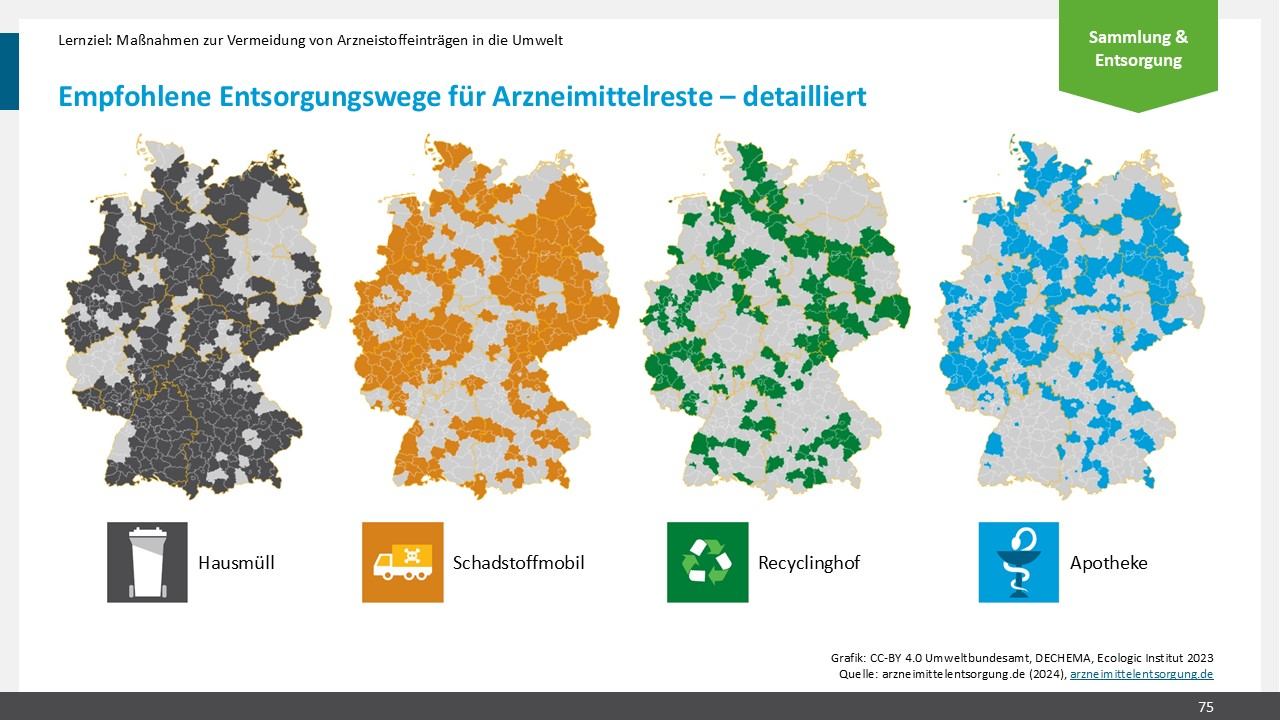 Lernziel: Maßnahmen zur Vermeidung von Arzneistoffeinträgen in die Umwelt
Sammlung &
Entsorgung
Empfohlene Entsorgungswege für Arzneimittelreste – detailliert
Hausmüll
Schadstoffmobil
Recyclinghof
Apotheke
Grafik: CC-BY 4.0 Umweltbundesamt, DECHEMA, Ecologic Institut 2023
Quelle: arzneimittelentsorgung.de (2024), arzneimittelentsorgung.de
75